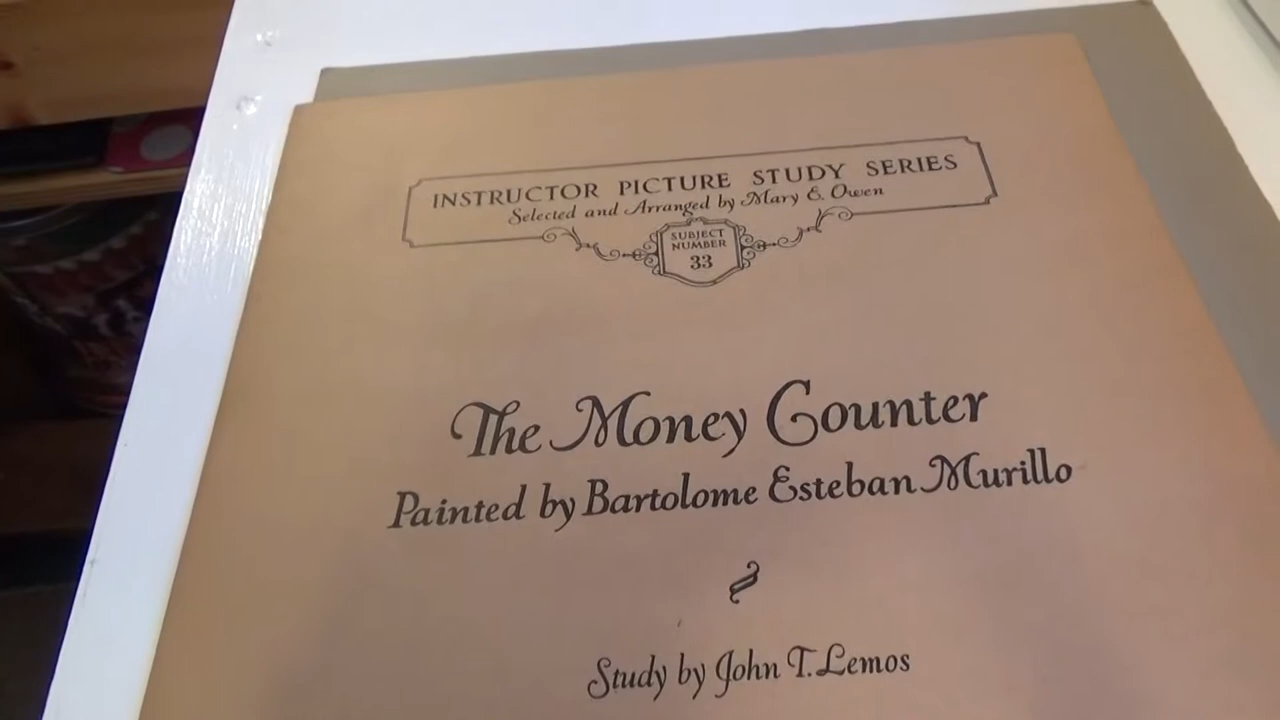 INSTRUCTOR PICTURE STUDY SERIES
Selected and Arranged by Mary E. Owen
SUBJECT
NUMBER
33
The Money Counter
Painted by Bartolome Esteban Murillo
Study by John T. Lemos